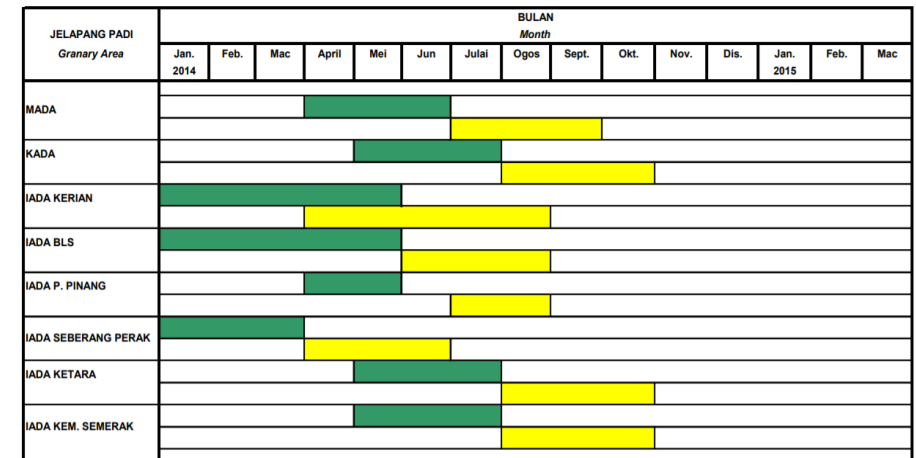 BULAN
JELAPANG PADI
Month
Granary Area
Jan. Feb. Mac April Mei Jun Julai Ogos Sept. Okt. Nov. Dis. Jan. Feb. Mac
2014 2015
MADA
KADA
IADA KERIAN
IADA BLS
IADA P. PINANG
IADA SEBERANG PERAK
IADA KETARA
IADA KEM. SEMERAK